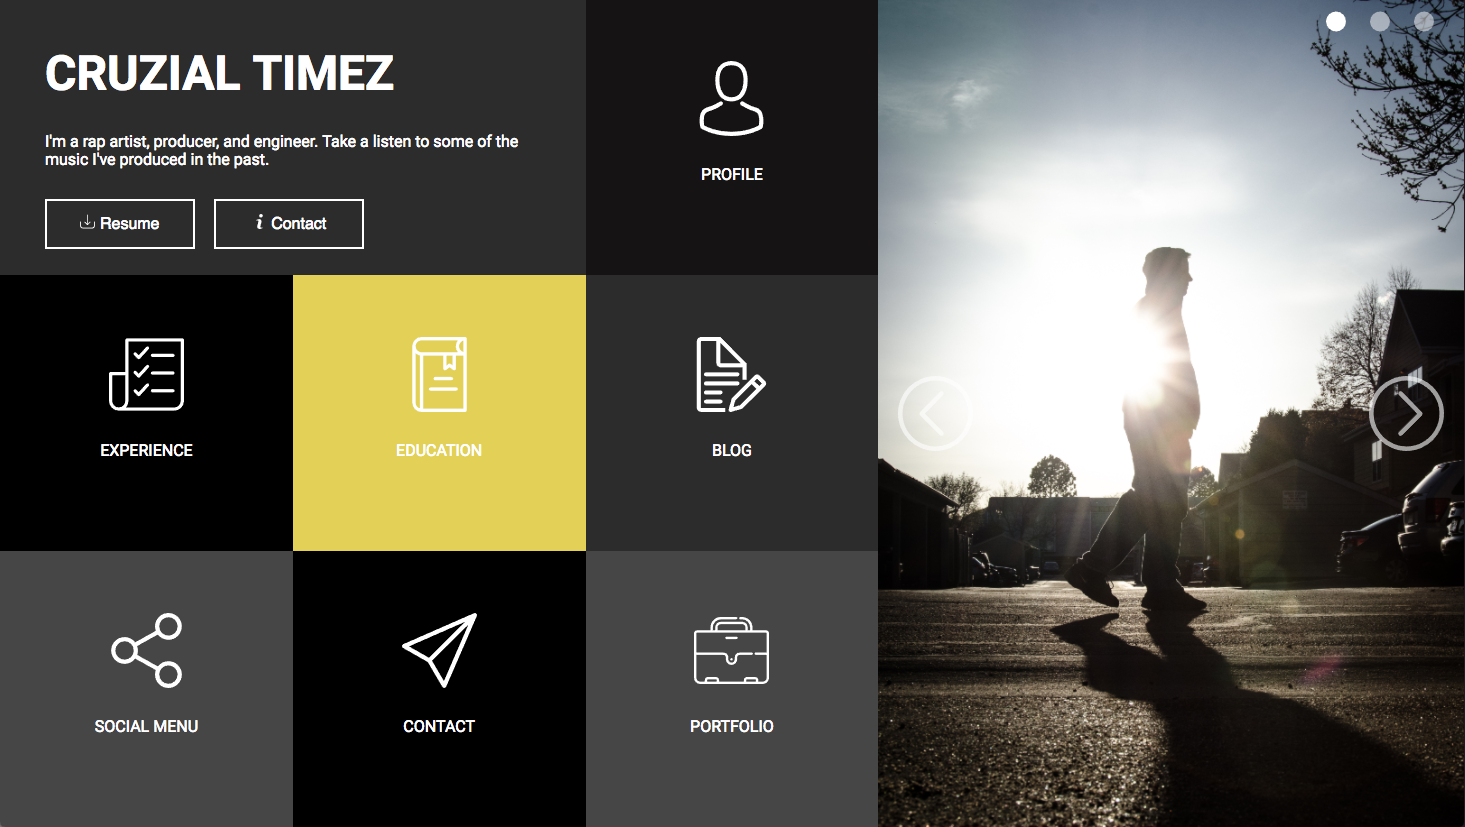 CRUZIAL TIMEZ
I'm a rap artist, producer, and engineer. Take a listen to some of the
music I've produced in the past.
Resume
Contact
PROFILE
EXPERIENCE
EDUCATION
BLOG
SOCIAL MENU
CONTACT
PORTFOLIO